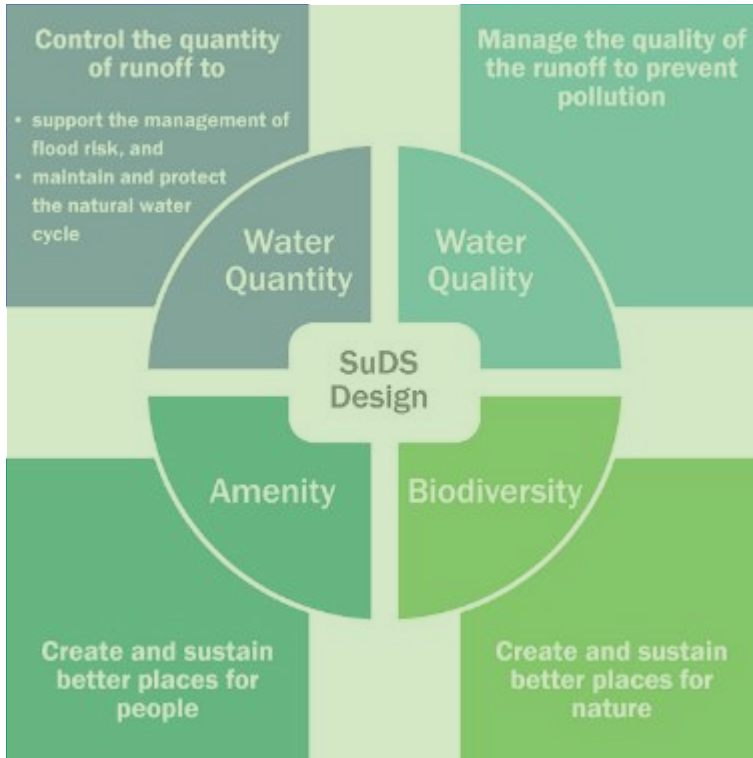 Control the quantity
of runoff to
• support the management of
flood risk, and
• maintain and protect
the natural water
cycle
Manage the quality of
the runoff to prevent
pollution
Water
Quantity
Water
Quality
SuDS
Design
Amenity
Biodiversity
Create and sustain
better places for
people
Create and sustain
better places for
nature